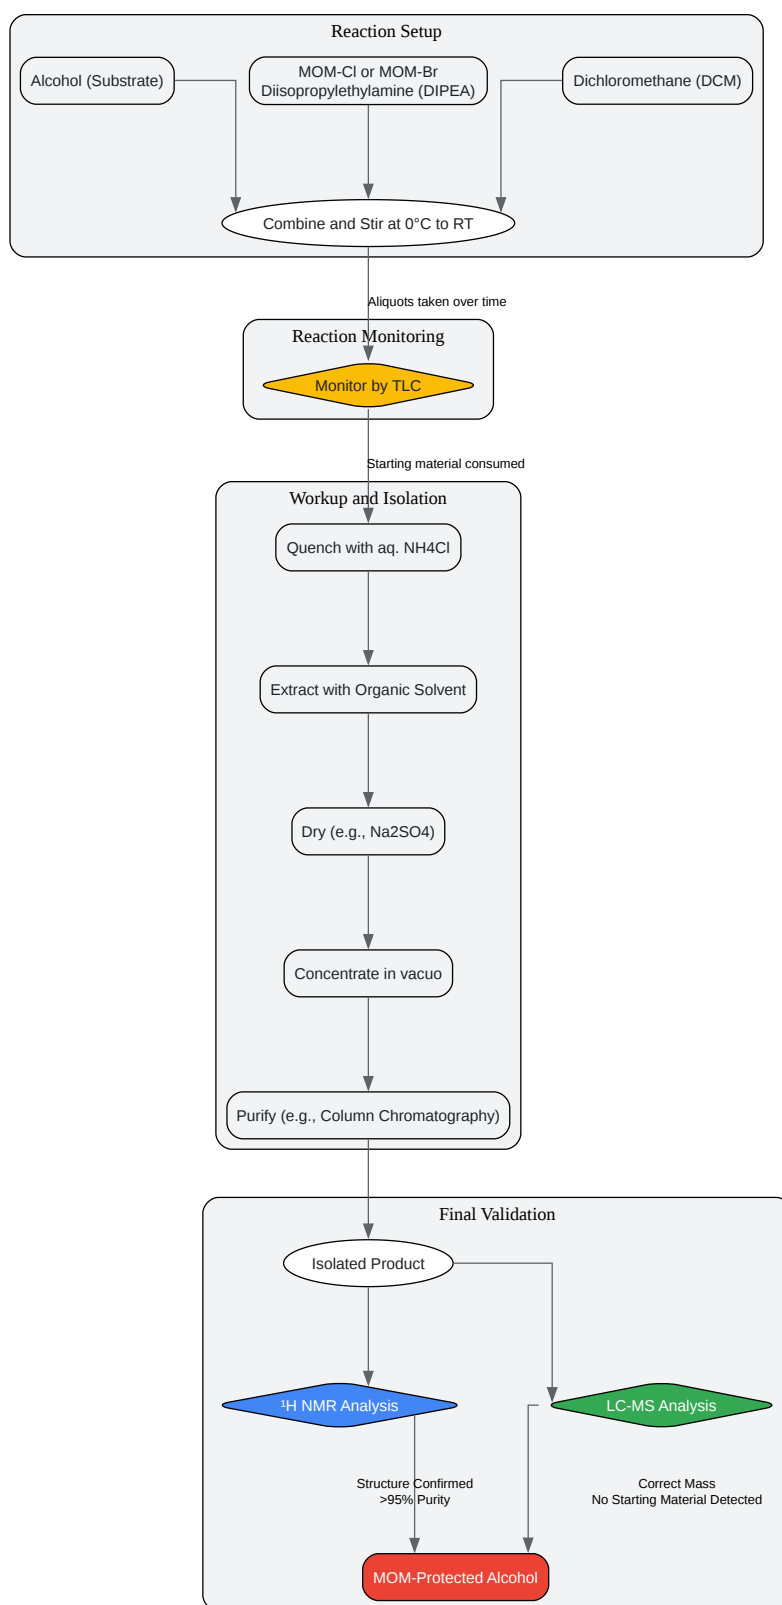 Reaction Setup
Alcohol (Substrate)
MOM-Cl or MOM-Br
Diisopropylethylamine (DIPEA)
Dichloromethane (DCM)
Combine and Stir at 0°C to RT
Aliquots taken over time
Reaction Monitoring
Monitor by TLC
Starting material consumed
Workup and Isolation
Quench with aq. NH4Cl
Extract with Organic Solvent
Dry (e.g., Na2SO4)
Concentrate in vacuo
Purify (e.g., Column Chromatography)
Final Validation
Isolated Product
¹H NMR Analysis
LC-MS Analysis
Structure Confirmed
>95% Purity
Correct Mass
No Starting Material Detected
MOM-Protected Alcohol